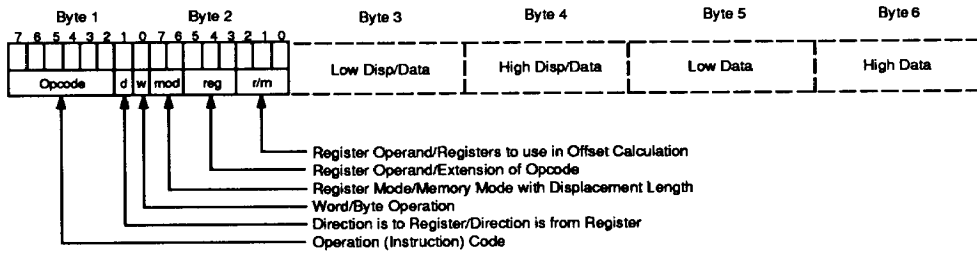 Byte 1 Byte 2 Byte 3 Byte 4 Byte 5 Byte 6
7 6 5 4 3 2 1 0 7 6 5 4 3 2 1 0
Low Disp/Data High Disp/Data Low Data High Data
Opcode d w mod reg r/m
Register Operand/Registers to use in Offset Calculation
Register Operand/Extension of Opcode
Register Mode/Memory Mode with Displacement Length
Word/Byte Operation
Direction is to Register/Direction is from Register
Operation (Instruction) Code